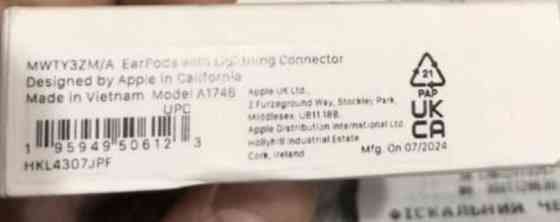 MWTY3ZM/A EarPods with Lightning Connector
Designed by Apple in California
Made in Vietnam Model A1748
UPC
1 95949 50612 3
HKL4307JPF
Apple UK Ltd.,
2 Furzeground Way, Stockley Park,
Middlesex, UB11 1BB.
Apple Distribution International Ltd.
Hollyhill Industrial Estate
Cork, Ireland
Mfg. On 07/2024
21
PAP
UK
CA